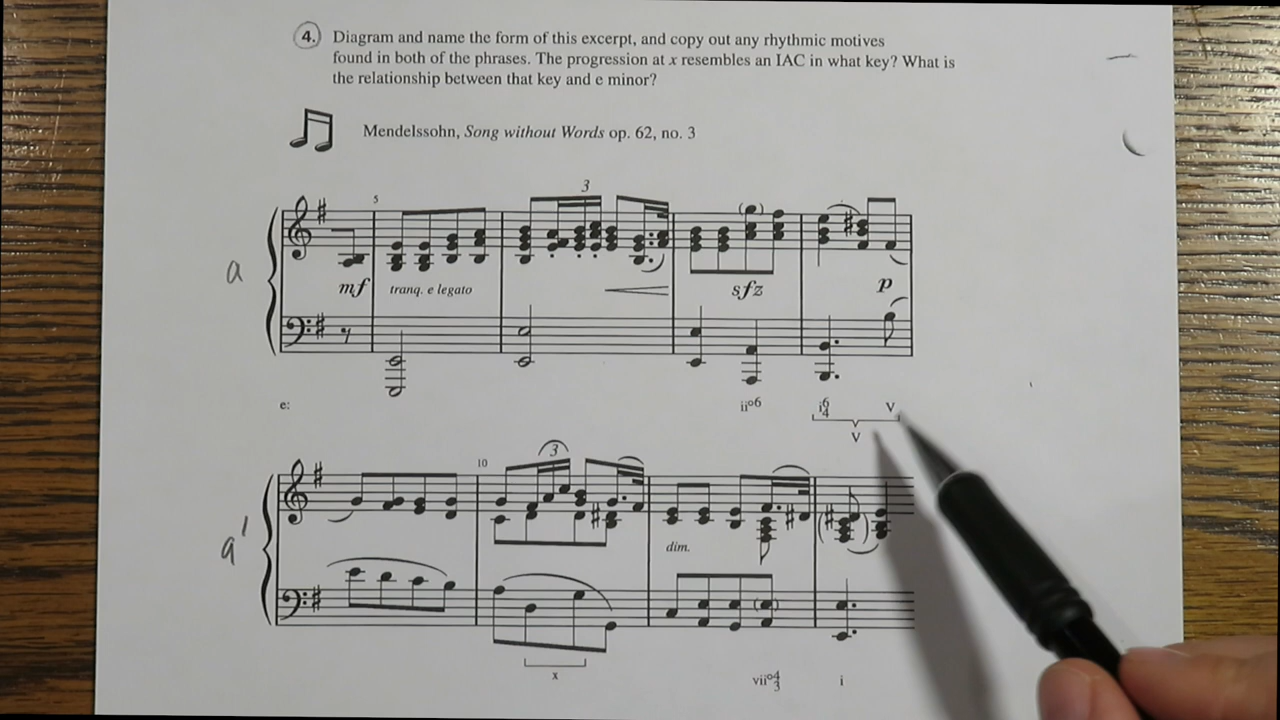 4. Diagram and name the form of this excerpt, and copy out any rhythmic motives
found in both of the phrases. The progression at x resembles an IAC in what key? What is
the relationship between that key and e minor?
Mendelssohn, Song without Words op. 62, no. 3
3
5
a
mf tranq. e legato sfz p
e: ii°6 i6/4 V
V
10 3
a'
dim.
x vii°4/3 i